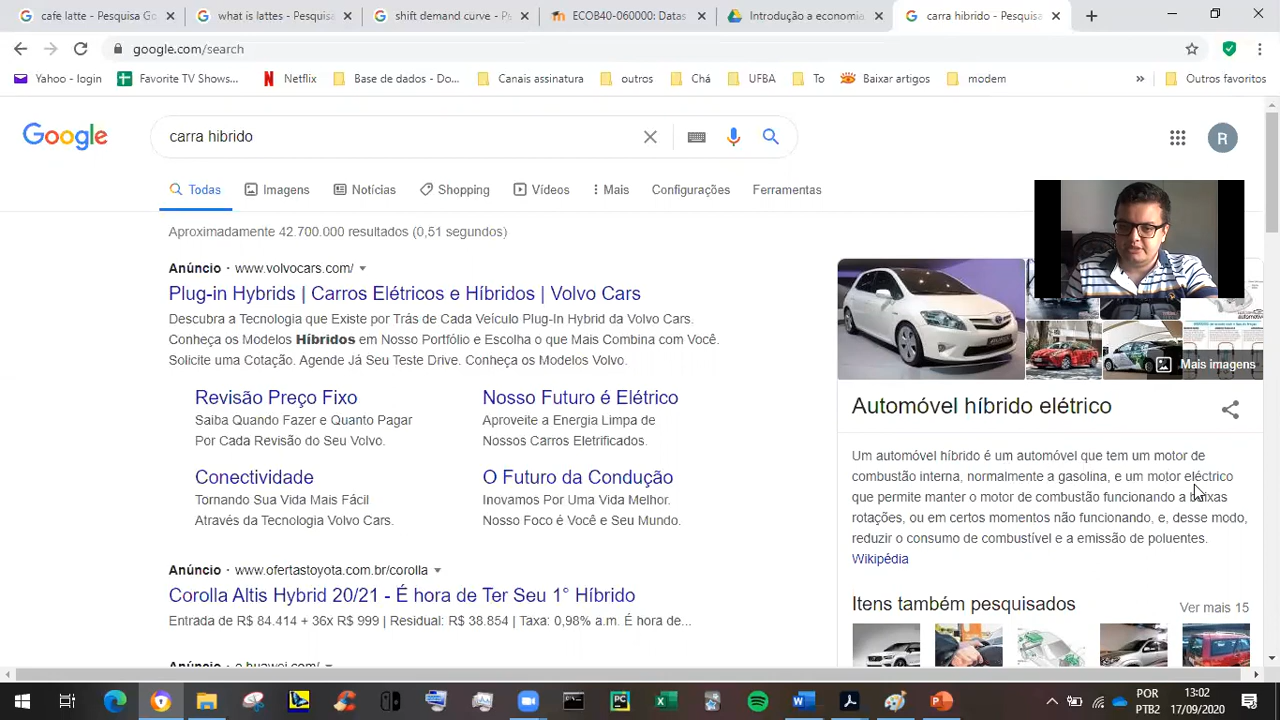 cafe latte - Pesquisa Go
what is lattes - Pesquisa
shift demand curve - P
ECOB40-060000: Datas
Introdução a economia
carra hibrido - Pesquisa
google.com/search
Yahoo - login
Favorite TV Shows...
Netflix
Base de dados - Do...
Canais assinatura
outros
Chá
UFBA
To
Baixar artigos
modem
»
Outros favoritos
Google
carra hibrido
R
Todas
Imagens
Notícias
Shopping
Vídeos
Mais
Configurações
Ferramentas
Aproximadamente 42.700.000 resultados (0,51 segundos)
Anúncio · www.volvocars.com/
Plug-in Hybrids | Carros Elétricos e Híbridos | Volvo Cars
Descubra a Tecnologia que Existe por Trás de Cada Veículo Plug-In Hybrid da Volvo Cars.
Conheça os Modelos Híbridos em Nosso Portfólio e Escolha o que Mais Combina com Você.
Solicite uma Cotação. Agende Já Seu Teste Drive. Conheça os Modelos Volvo.
Revisão Preço Fixo
Saiba Quando Fazer e Quanto Pagar
Por Cada Revisão do Seu Volvo.
Nosso Futuro é Elétrico
Aproveite a Energia Limpa de
Nossos Carros Eletrificados.
Conectividade
Tornando Sua Vida Mais Fácil
Através da Tecnologia Volvo Cars.
O Futuro da Condução
Inovamos Por Uma Vida Melhor.
Nosso Foco é Você e Seu Mundo.
Anúncio · www.ofertastoyota.com.br/corolla
Corolla Altis Hybrid 20/21 - É hora de Ter Seu 1° Híbrido
Entrada de R$ 84.414 + 36x R$ 999 | Residual: R$ 38.854 | Taxa: 0,98% a.m. É hora de...
Mais imagens
Automóvel híbrido elétrico
Um automóvel híbrido é um automóvel que tem um motor de
combustão interna, normalmente a gasolina, e um motor eléctrico
que permite manter o motor de combustão funcionando a baixas
rotações, ou em certos momentos não funcionando, e, desse modo,
reduzir o consumo de combustível e a emissão de poluentes.
Wikipédia
Itens também pesquisados
Ver mais 15
POR
PTB2
13:02
17/09/2020